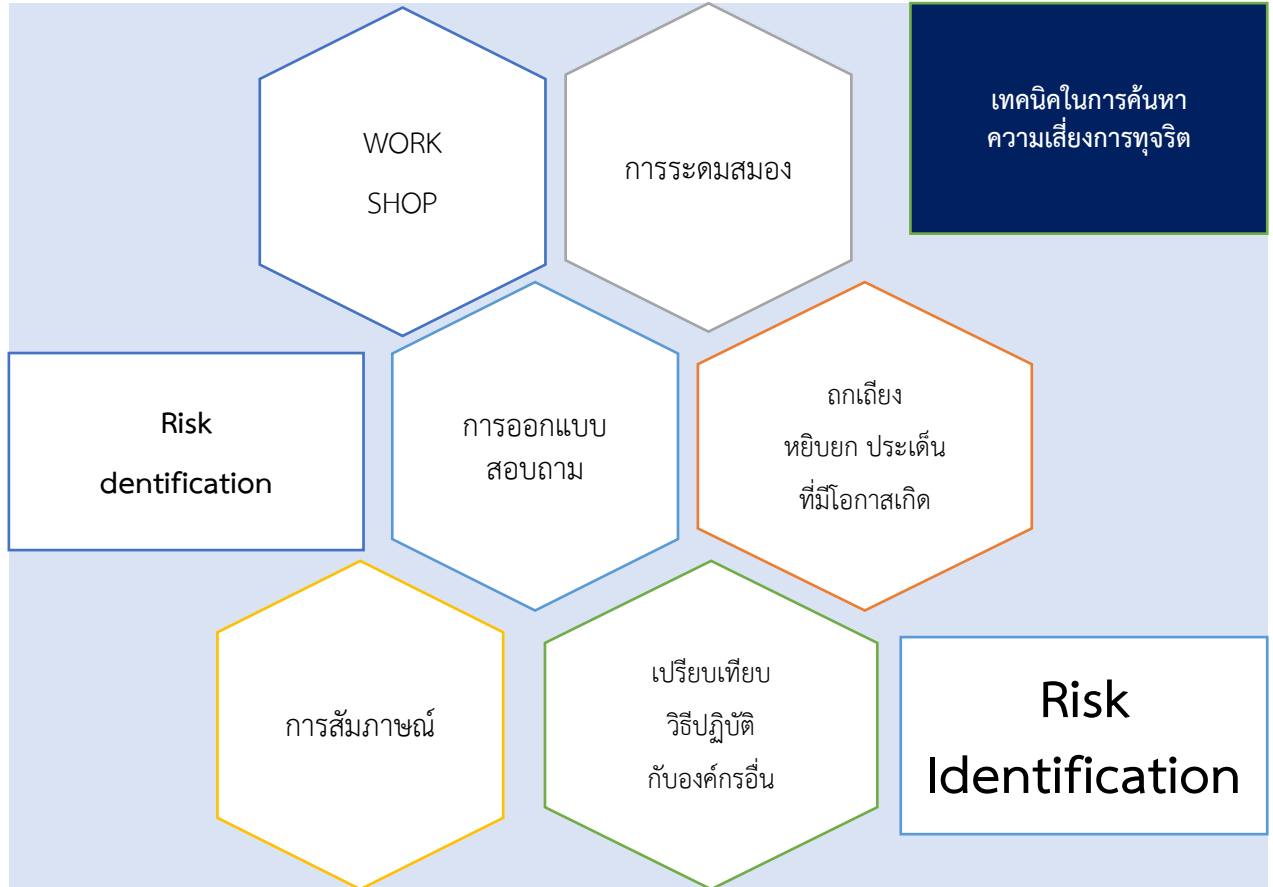 WORK
SHOP
การระดมสมอง
เทคนิคในการค้นหา
ความเสี่ยงการทุจริต
Risk
dentification
การออกแบบ
สอบถาม
ถกเถียง
หยิบยก ประเด็น
ที่มีโอกาสเกิด
การสัมภาษณ์
เปรียบเทียบ
วิธีปฏิบัติ
กับองค์กรอื่น
Risk
Identification